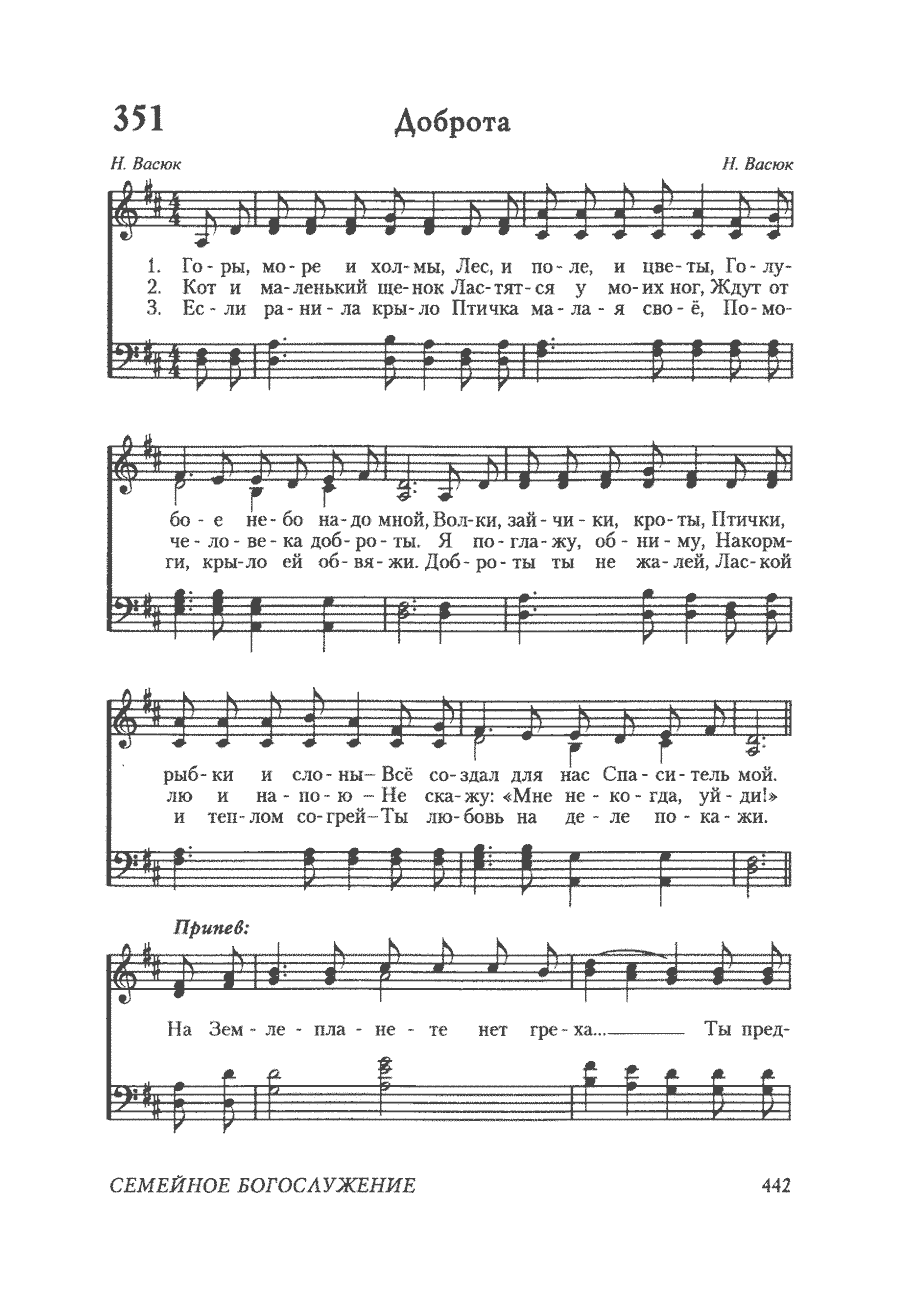 351
Доброта
Н. Васюк
Н. Васюк
1. Го - ры, мо - ре и хол - мы, Лес, и по - ле, и цве - ты, Го - лу-
2. Кот и ма - ленький ще - нок Лас - тят - ся у мо - их ног, Ждут от
3. Ес - ли ра - ни - ла кры - ло Птичка ма - ла - я сво - ё, По - мо-
бо - е не - бо на - до мной, Вол - ки, зай - чи - ки, кро - ты, Птички,
че - ло - ве - ка доб - ро - ты. Я по - гла - жу, об - ни - му, Накорм-
ги, кры - ло ей об - вя - жи. Доб - ро - ты ты не жа - лей, Лас - кой
рыб - ки и сло - ны – Всё со - здал для нас Спа - си - тель мой.
лю и на - по - ю – Не ска - жу: «Мне не - ко - гда, уй - ди!»
и теп - лом со - грей – Ты лю - бовь на де - ле по - ка - жи.
Припев:
На Зем - ле - пла - не - те нет гре - ха... Ты пред-
СЕМЕЙНОЕ БОГОСЛУЖЕНИЕ
442